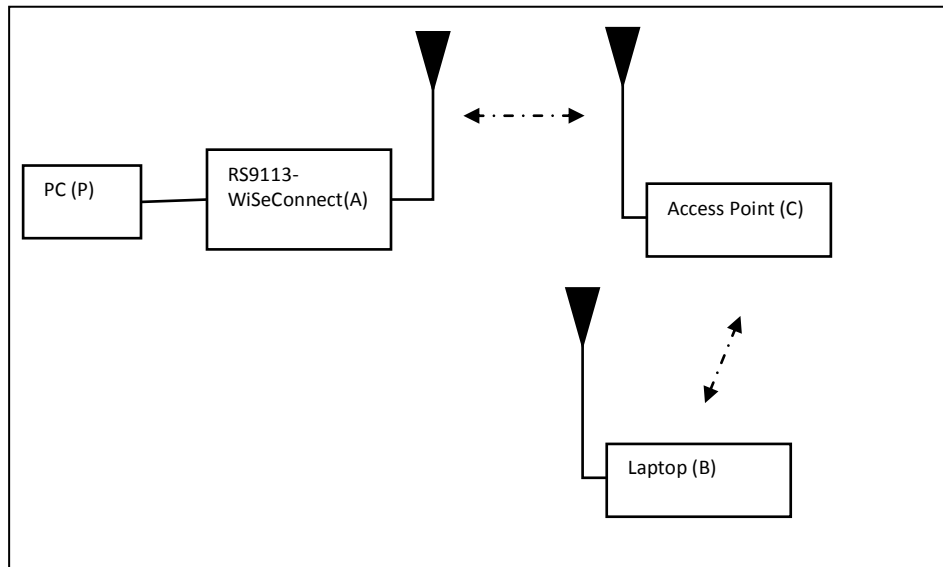 PC (P)
RS9113-
WiSeConnect(A)
Access Point (C)
Laptop (B)